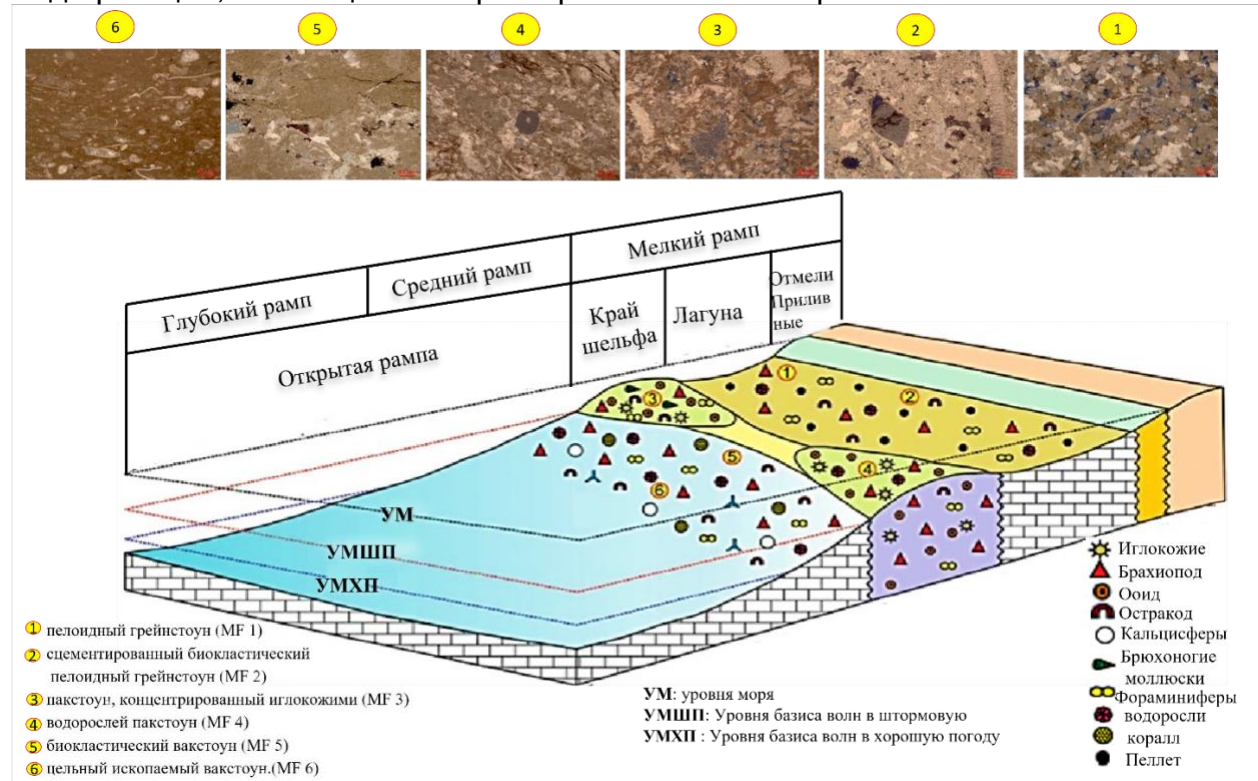 6 5 4 3 2 1
Мелкий рамп
Средний рамп
Глубокий рамп
Отмели
Прилив
ные
Лагуна
Край
шельфа
Открытая рампа
1
2
3
4
5
6
УМ
УМШП
УМХП
Иглокожие
Брахиопод
Ооид
Остракод
Кальцисферы
Брюхоногие
моллюски
Фораминиферы
водоросли
коралл
Пеллет
1 пелоидный грейнстоун (MF 1)
2 сцементированный биокластический
пелоидный грейнстоун (MF 2)
3 пакстоун, концентрированный иглокожими (MF 3)
4 водорослей пакстоун (MF 4)
5 биокластический вакстоун (MF 5)
6 цельный ископаемый вакстоун.(MF 6)
УМ: уровня моря
УМШП: Уровня базиса волн в штормовую
УМХП : Уровня базиса волн в хорошую погоду